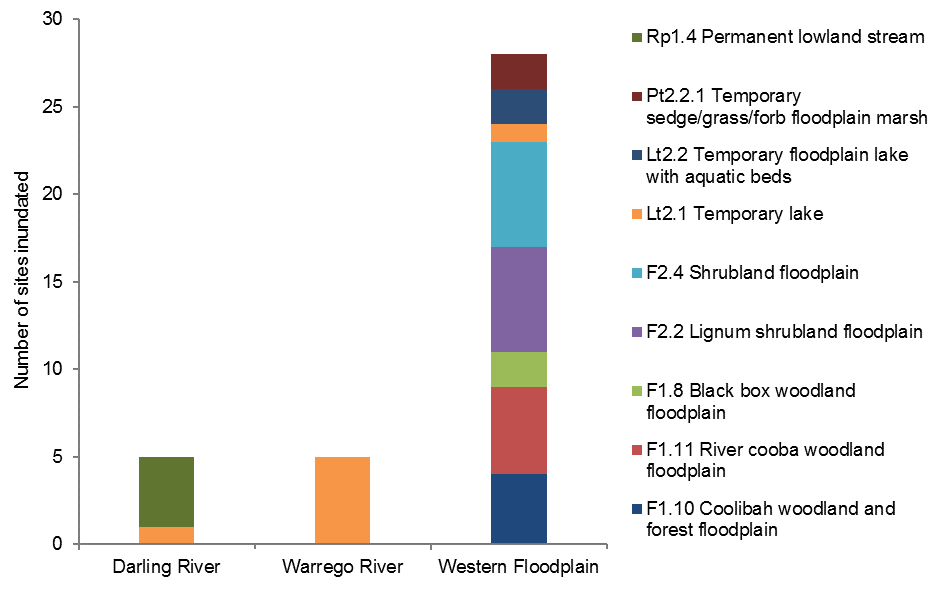 30
25
20
15
10
5
0
Number of sites inundated
Darling River
Warrego River
Western Floodplain
Rp1.4 Permanent lowland stream
Pt2.2.1 Temporary
sedge/grass/forb floodplain marsh
Lt2.2 Temporary floodplain lake
with aquatic beds
Lt2.1 Temporary lake
F2.4 Shrubland floodplain
F2.2 Lignum shrubland floodplain
F1.8 Black box woodland
floodplain
F1.11 River cooba woodland
floodplain
F1.10 Coolibah woodland and
forest floodplain